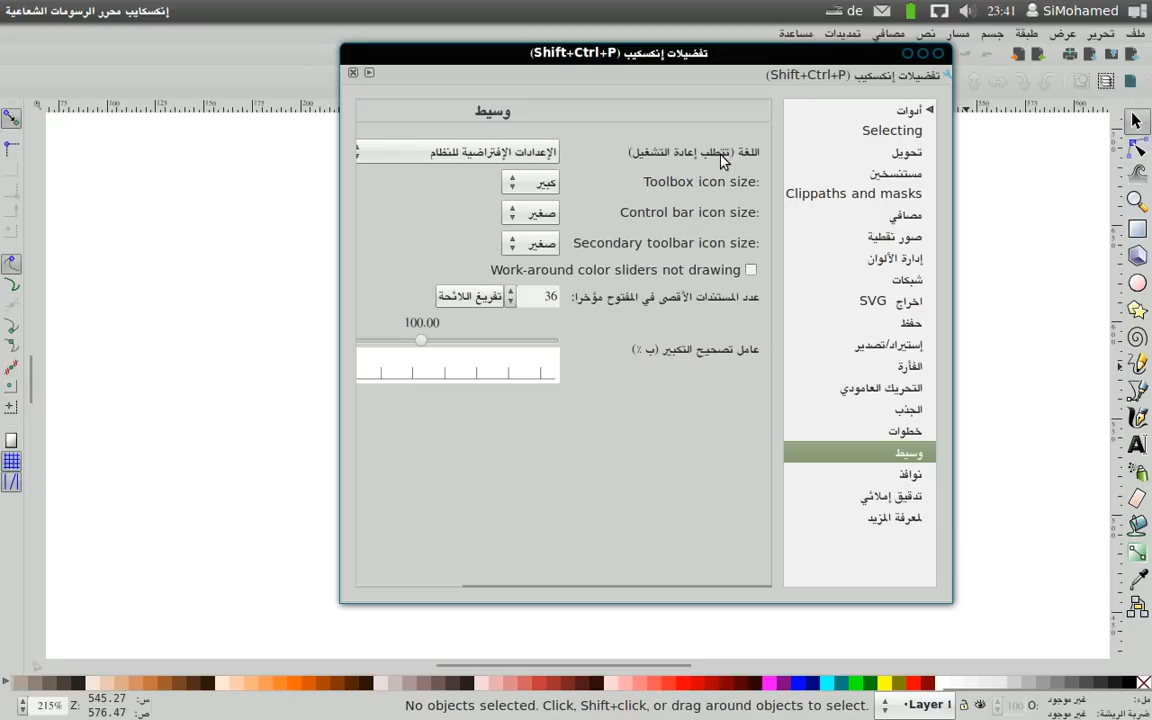 إنكسكايب محرر الرسومات الشعاعية
de
23:41
SiMohamed
ملف تحرير عرض طبقة جسم مسار نص مصافي تمديدات مساعدة
تفضيلات إنكسكيب (Shift+Ctrl+P)
تفضيلات إنكسكيب (Shift+Ctrl+P)
أدوات
Selecting
تحويل
مستنسخين
Clippaths and masks
مصافي
صور نقطية
إدارة الألوان
شبكات
اخراج SVG
حفظ
إستيراد/تصدير
الفأرة
التحريك العامودي
الجذب
خطوات
وسيط
نوافذ
تدقيق إملائي
لمعرفة المزيد
وسيط
اللغة (تتطلب إعادة التشغيل)
الإعدادات الإفتراضية للنظام
Toolbox icon size:
كبير
Control bar icon size:
صغير
Secondary toolbar icon size:
صغير
Work-around color sliders not drawing
عدد المستندات الأقصى في المفتوح مؤخرا:
36
تفريغ اللائحة
100.00
عامل تصحيح التكبير (ب ٪)
ملء: غير موجود
ضربة الريشة: غير موجود
O: 100
•Layer 1
No objects selected. Click, Shift+click, or drag around objects to select.
س: 545.27
ص: 576.47
Z: 215%